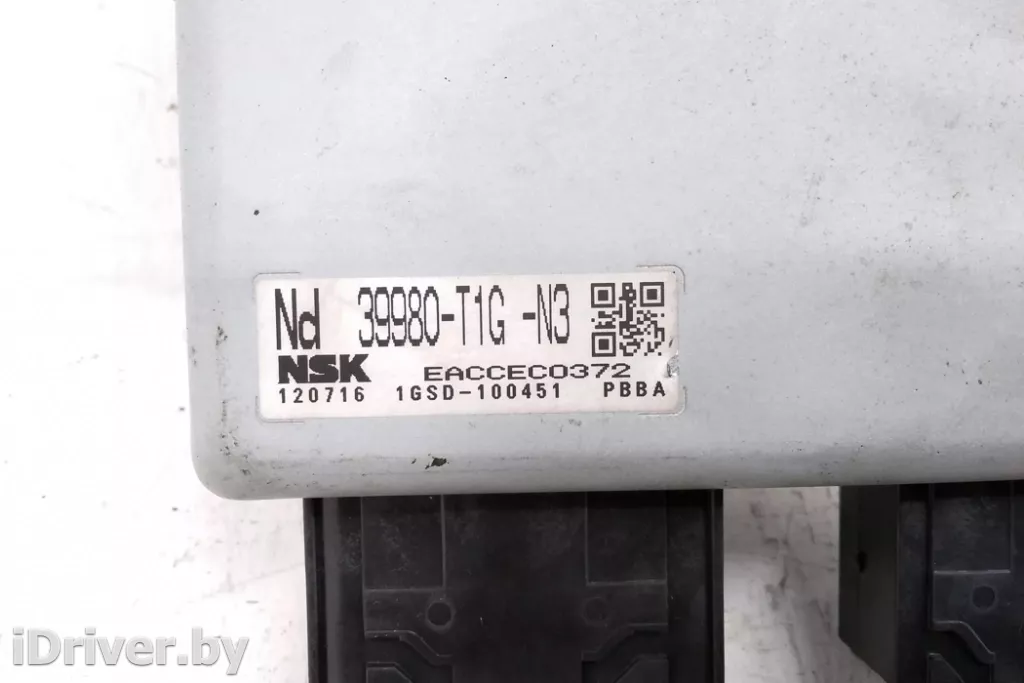 Nd 39980-T1G -N3
NSK EACCEC0372
120716 1GSD-100451 PBBA
iDriver.by